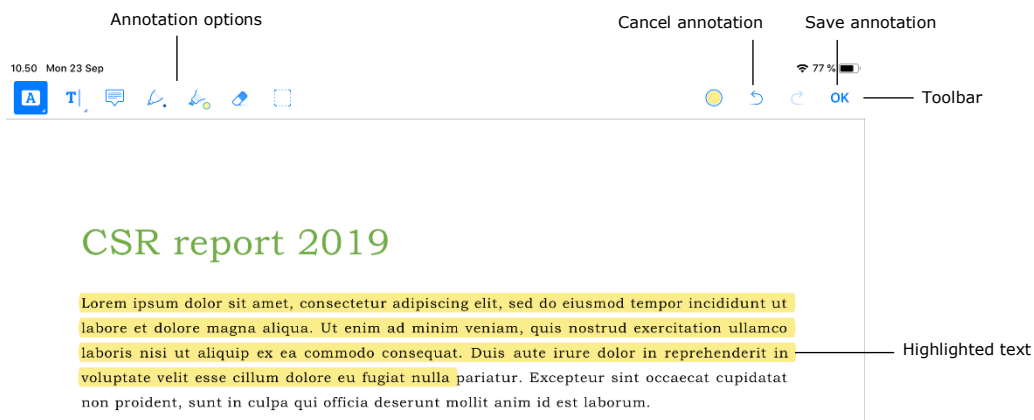 Annotation options
Cancel annotation
Save annotation
10.50 Mon 23 Sep
77 %
A
T
OK
Toolbar
CSR report 2019
Lorem ipsum dolor sit amet, consectetur adipiscing elit, sed do eiusmod tempor incididunt ut
labore et dolore magna aliqua. Ut enim ad minim veniam, quis nostrud exercitation ullamco
laboris nisi ut aliquip ex ea commodo consequat. Duis aute irure dolor in reprehenderit in
Highlighted text
voluptate velit esse cillum dolore eu fugiat nulla pariatur. Excepteur sint occaecat cupidatat
non proident, sunt in culpa qui officia deserunt mollit anim id est laborum.